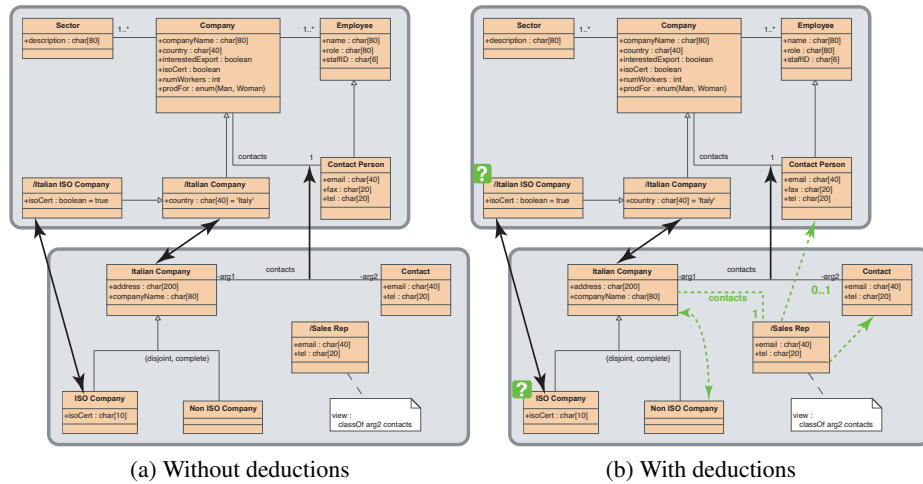 Sector
+description : char[80]
1..*
Company
+companyName : char[80]
+country : char[40]
+interestedExport : boolean
+isoCert : boolean
+numWorkers : int
+prodFor : enum(Man, Woman)
1..*
Employee
+name : char[80]
+role : char[80]
+staffID : char[6]
contacts
1
Contact Person
+email : char[40]
+fax : char[20]
+tel : char[20]
/Italian ISO Company
+isoCert : boolean = true
/Italian Company
+country : char[40] = 'Italy'
Italian Company
+address : char[200]
+companyName : char[80]
-arg1
contacts
-arg2
Contact
+email : char[40]
+tel : char[20]
/Sales Rep
+email : char[40]
+tel : char[20]
{disjoint, complete}
ISO Company
+isoCert : char[10]
Non ISO Company
view :
classOf arg2 contacts
(a) Without deductions
Sector
+description : char[80]
1..*
Company
+companyName : char[80]
+country : char[40]
+interestedExport : boolean
+isoCert : boolean
+numWorkers : int
+prodFor : enum(Man, Woman)
1..*
Employee
+name : char[80]
+role : char[80]
+staffID : char[6]
contacts
1
Contact Person
+email : char[40]
+fax : char[20]
+tel : char[20]
?
/Italian ISO Company
+isoCert : boolean = true
/Italian Company
+country : char[40] = 'Italy'
Italian Company
+address : char[200]
+companyName : char[80]
-arg1
contacts
-arg2
0..1
Contact
+email : char[40]
+tel : char[20]
contacts
1
/Sales Rep
+email : char[40]
+tel : char[20]
{disjoint, complete}
?
ISO Company
+isoCert : char[10]
Non ISO Company
view :
classOf arg2 contacts
(b) With deductions